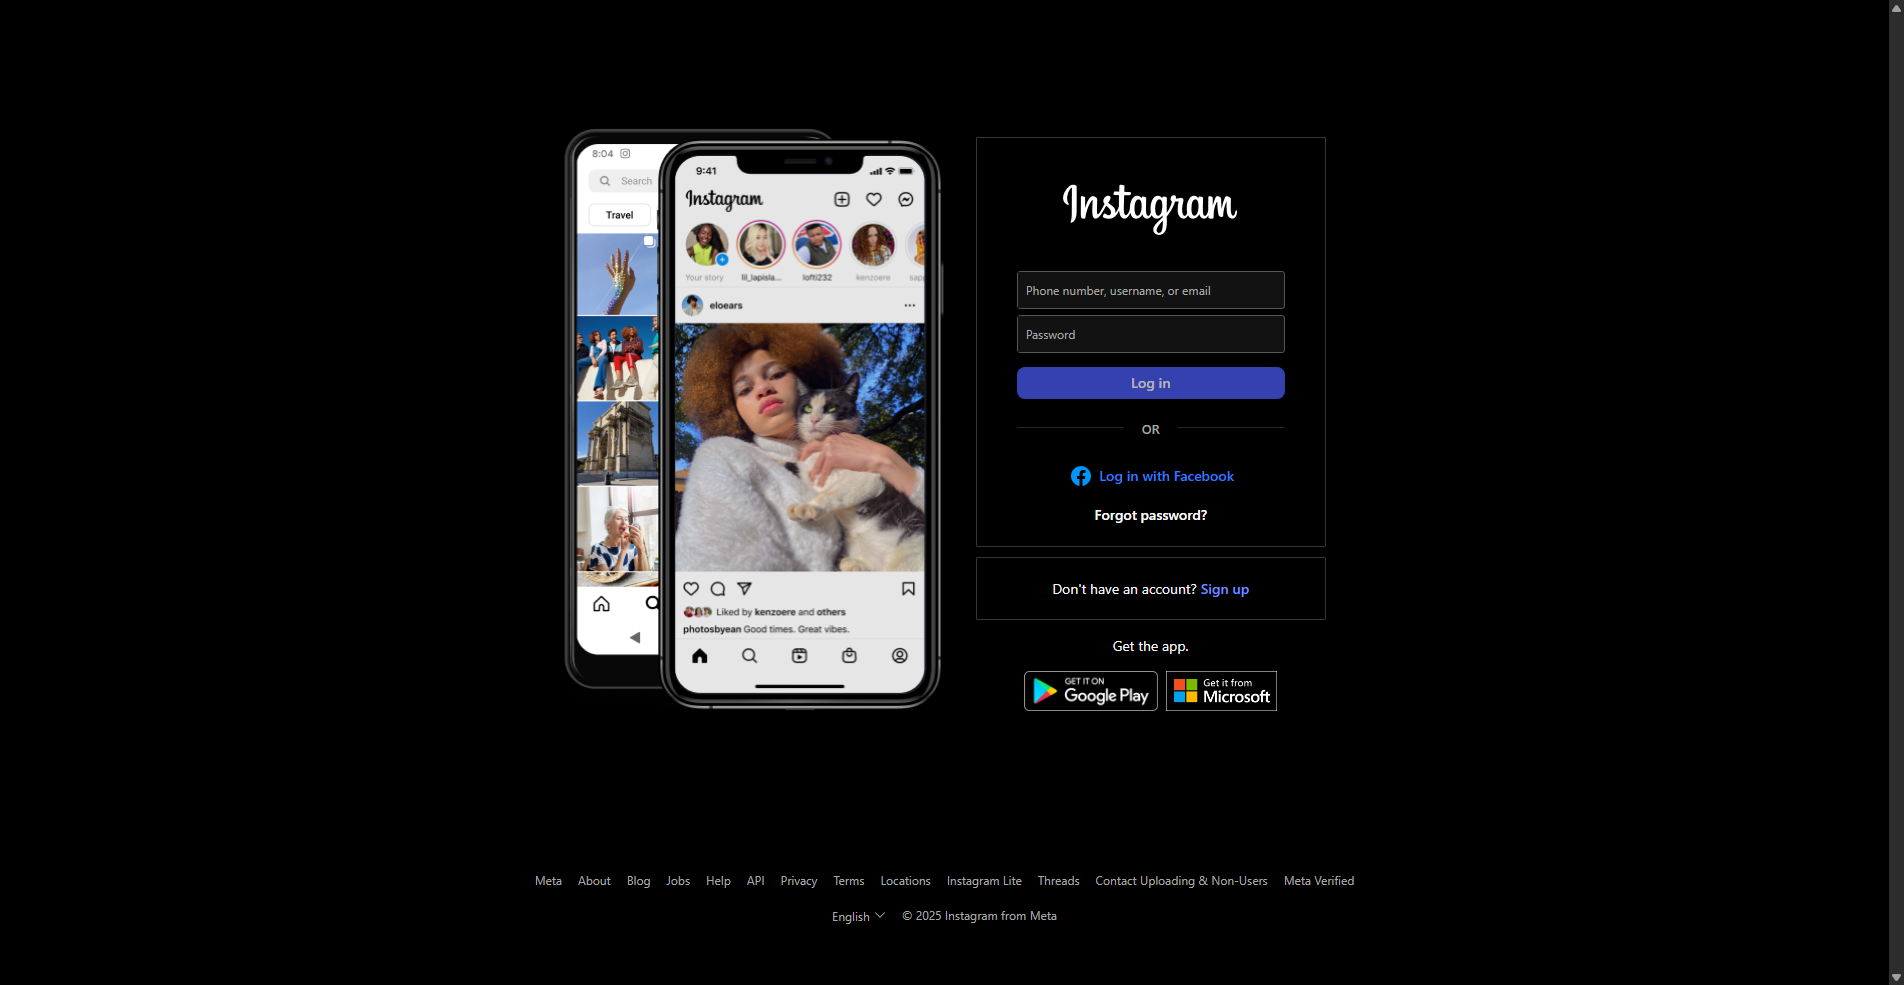 8:04
Search
Travel
9:41
Instagram
Your story
lil_lapisla...
lofti232
kenzoere
sapp
eloears
Liked by kenzoere and others
photosbyean Good times. Great vibes.
Instagram
Phone number, username, or email
Password
Log in
OR
Log in with Facebook
Forgot password?
Don't have an account? Sign up
Get the app.
GET IT ON
Google Play
Get it from
Microsoft
Meta About Blog Jobs Help API Privacy Terms Locations Instagram Lite Threads Contact Uploading & Non-Users Meta Verified
English © 2025 Instagram from Meta